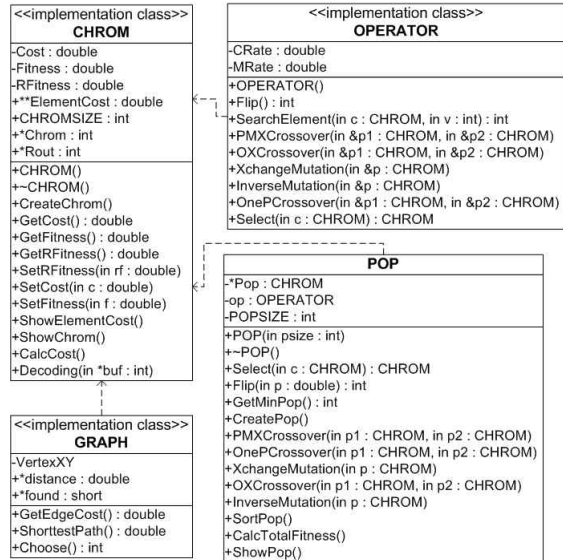 <<implementation class>>
CHROM
-Cost : double
-Fitness : double
-RFitness : double
+**ElementCost : double
+CHROMSIZE : int
+*Chrom : int
+*Rout : int
+CHROM()
+~CHROM()
+CreateChrom()
+GetCost() : double
+GetFitness() : double
+GetRFitness() : double
+SetRFitness(in rf : double)
+SetCost(in c : double)
+SetFitness(in f : double)
+ShowElementCost()
+ShowChrom()
+CalcCost()
+Decoding(in *buf : int)
<<implementation class>>
OPERATOR
-CRate : double
-MRate : double
+OPERATOR()
+Flip() : int
+SearchElement(in c : CHROM, in v : int) : int
+PMXCrossover(in &p1 : CHROM, in &p2 : CHROM)
+OXCrossover(in &p1 : CHROM, in &p2 : CHROM)
+XchangeMutation(in &p : CHROM)
+InverseMutation(in &p : CHROM)
+OnePCrossover(in &p1 : CHROM, in &p2 : CHROM)
+Select(in c : CHROM) : CHROM
<<implementation class>>
GRAPH
-VertexXY
+*distance : double
+*found : short
+GetEdgeCost() : double
+ShorttestPath() : double
+Choose() : int
POP
-*Pop : CHROM
-op : OPERATOR
-POPSIZE : int
+POP(in psize : int)
+~POP()
+Select(in c : CHROM) : CHROM
+Flip(in p : double) : int
+GetMinPop() : int
+CreatePop()
+PMXCrossover(in p1 : CHROM, in p2 : CHROM)
+OnePCrossover(in p1 : CHROM, in p2 : CHROM)
+XchangeMutation(in p : CHROM)
+OXCrossover(in p1 : CHROM, in p2 : CHROM)
+InverseMutation(in p : CHROM)
+SortPop()
+CalcTotalFitness()
+ShowPop()